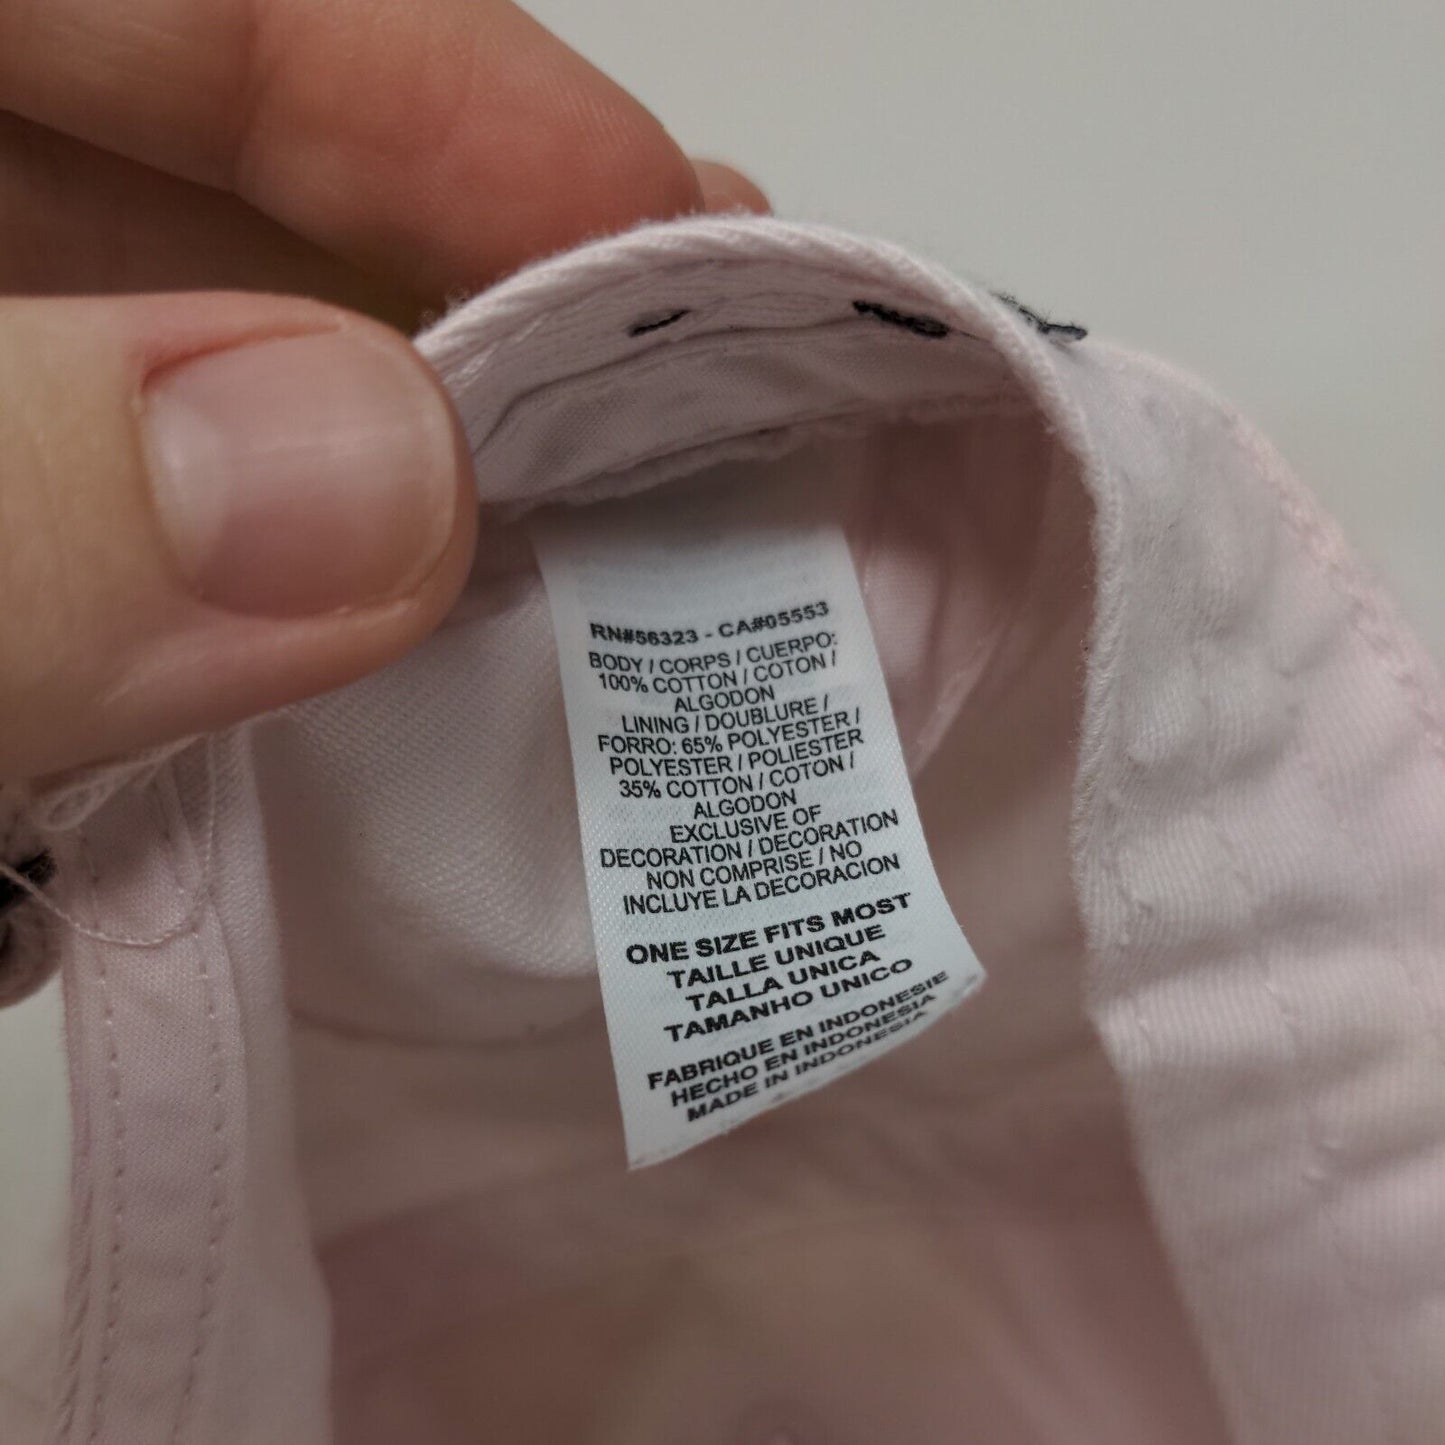 RN#56323 - CA#05553
BODY / CORPS / CUERPO:
100% COTTON / COTON /
ALGODON
LINING / DOUBLURE /
FORRO: 65% POLYESTER /
POLYESTER / POLIESTER
35% COTTON / COTON /
ALGODON
EXCLUSIVE OF
DECORATION / DECORATION
NON COMPRISE / NO
INCLUYE LA DECORACION
ONE SIZE FITS MOST
TAILLE UNIQUE
TALLA UNICA
TAMANHO UNICO
FABRIQUE EN INDONESIE
HECHO EN INDONESIA
MADE IN INDONESIA